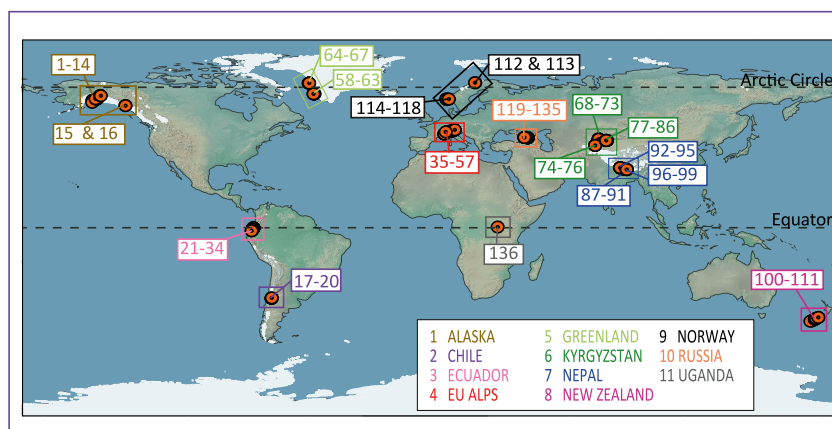 64-67
112 & 113
1-14
58-63
Arctic Circle
114-118
68-73
119-135
15 & 16
77-86
35-57
74-76
92-95
96-99
87-91
Equator
21-34
136
17-20
100-111
1 ALASKA
2 CHILE
3 ECUADOR
4 EU ALPS
5 GREENLAND
6 KYRGYZSTAN
7 NEPAL
8 NEW ZEALAND
9 NORWAY
10 RUSSIA
11 UGANDA